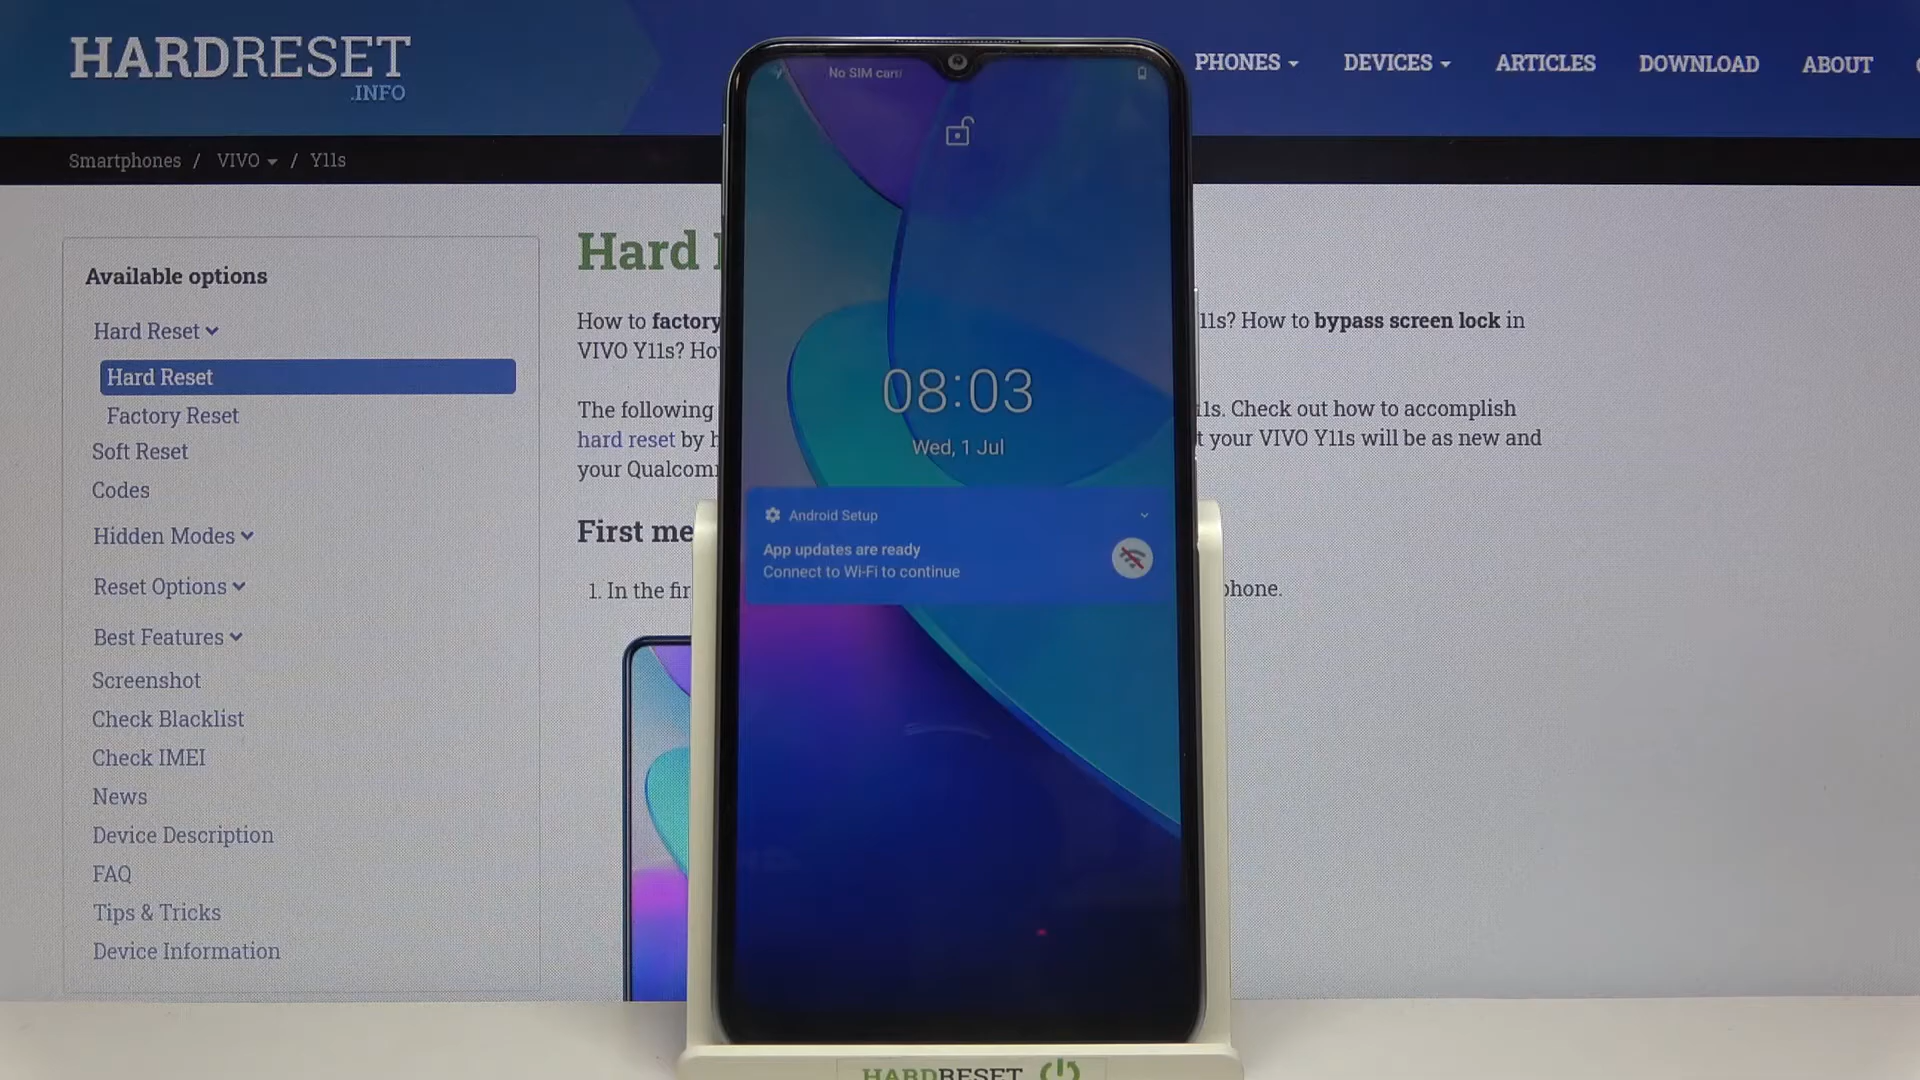 HARDRESET
.INFO
PHONES
DEVICES
ARTICLES
DOWNLOAD
ABOUT
Smartphones / VIVO / Y11s
Available options
Hard Reset
Hard Reset
Factory Reset
Soft Reset
Codes
Hidden Modes
Reset Options
Best Features
Screenshot
Check Blacklist
Check IMEI
News
Device Description
FAQ
Tips & Tricks
Device Information
Hard
How to factory
11s? How to bypass screen lock in
VIVO Y11s?
The following
11s. Check out how to accomplish
hard reset by
your VIVO Y11s will be as new and
your
First
1. In the
No SIM card
08:03
Wed, 1 Jul
Android Setup
App updates are ready
Connect to Wi-Fi to continue
HARDRESET